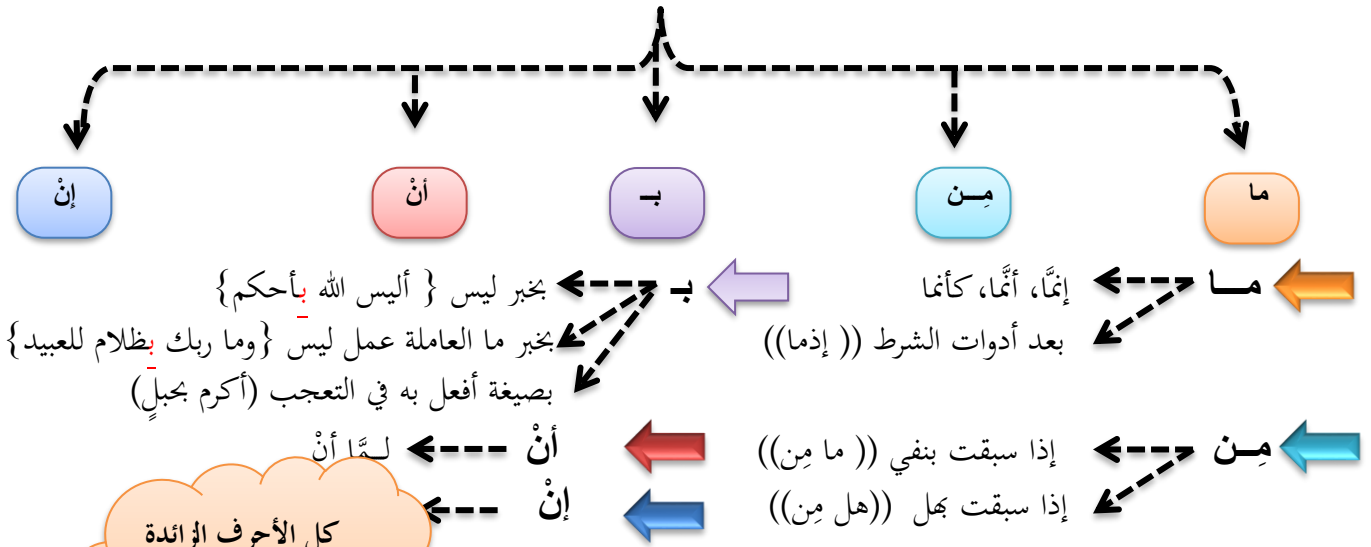 ما
مِــن
بـ
أنْ
إنْ
مــا
إنَّما، أنَّما، كأنما
بعد أدوات الشرط (( إذما))
بـ
بخبر ليس { أليس الله بأحكم}
بخبر ما العاملة عمل ليس {وما ربك بظلام للعبيد}
بصيغة أفعل به في التعجب (أكرم بحبلٍ)
مِــن
إذا سبقت بنفي (( ما مِن))
إذا سبقت بهل ((هل مِن))
أنْ
لــمَّا أنْ
إنْ
كل الأحرف الزائدة